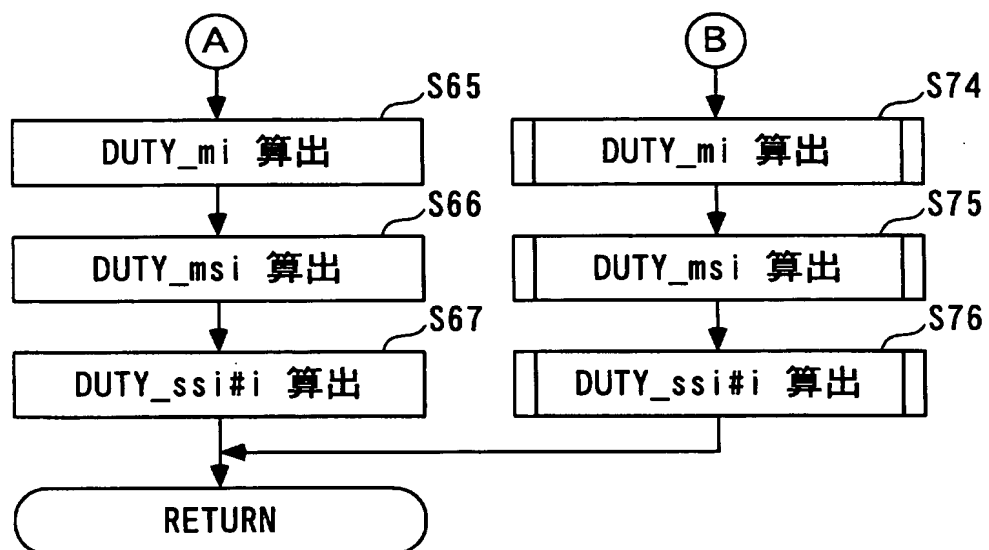 A
S65
DUTY_mi 算出
S66
DUTY_msi 算出
S67
DUTY_ssi#i 算出
B
S74
DUTY_mi 算出
S75
DUTY_msi 算出
S76
DUTY_ssi#i 算出
RETURN